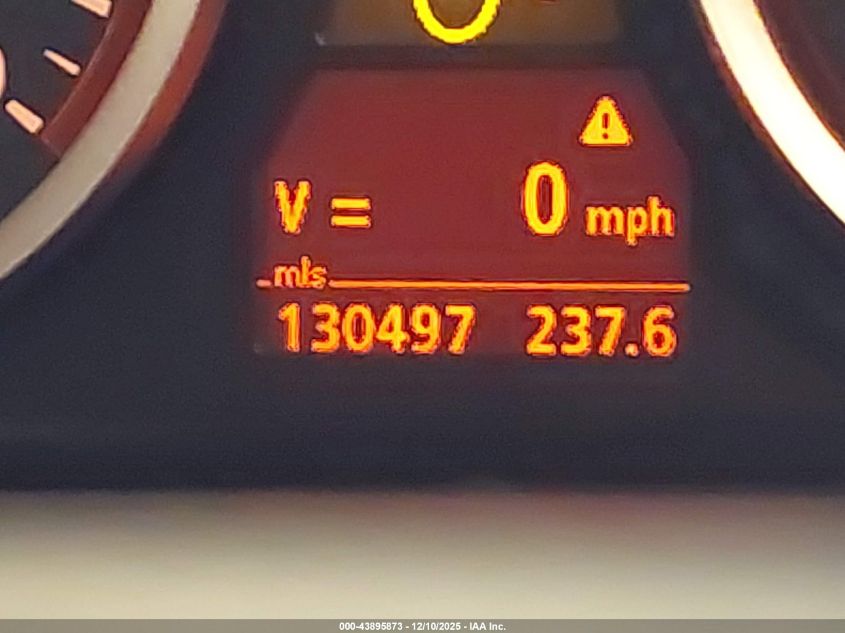 V = 0 mph
mls
130497 237.6
000-43895873 - 12/10/2025 - IAA Inc.